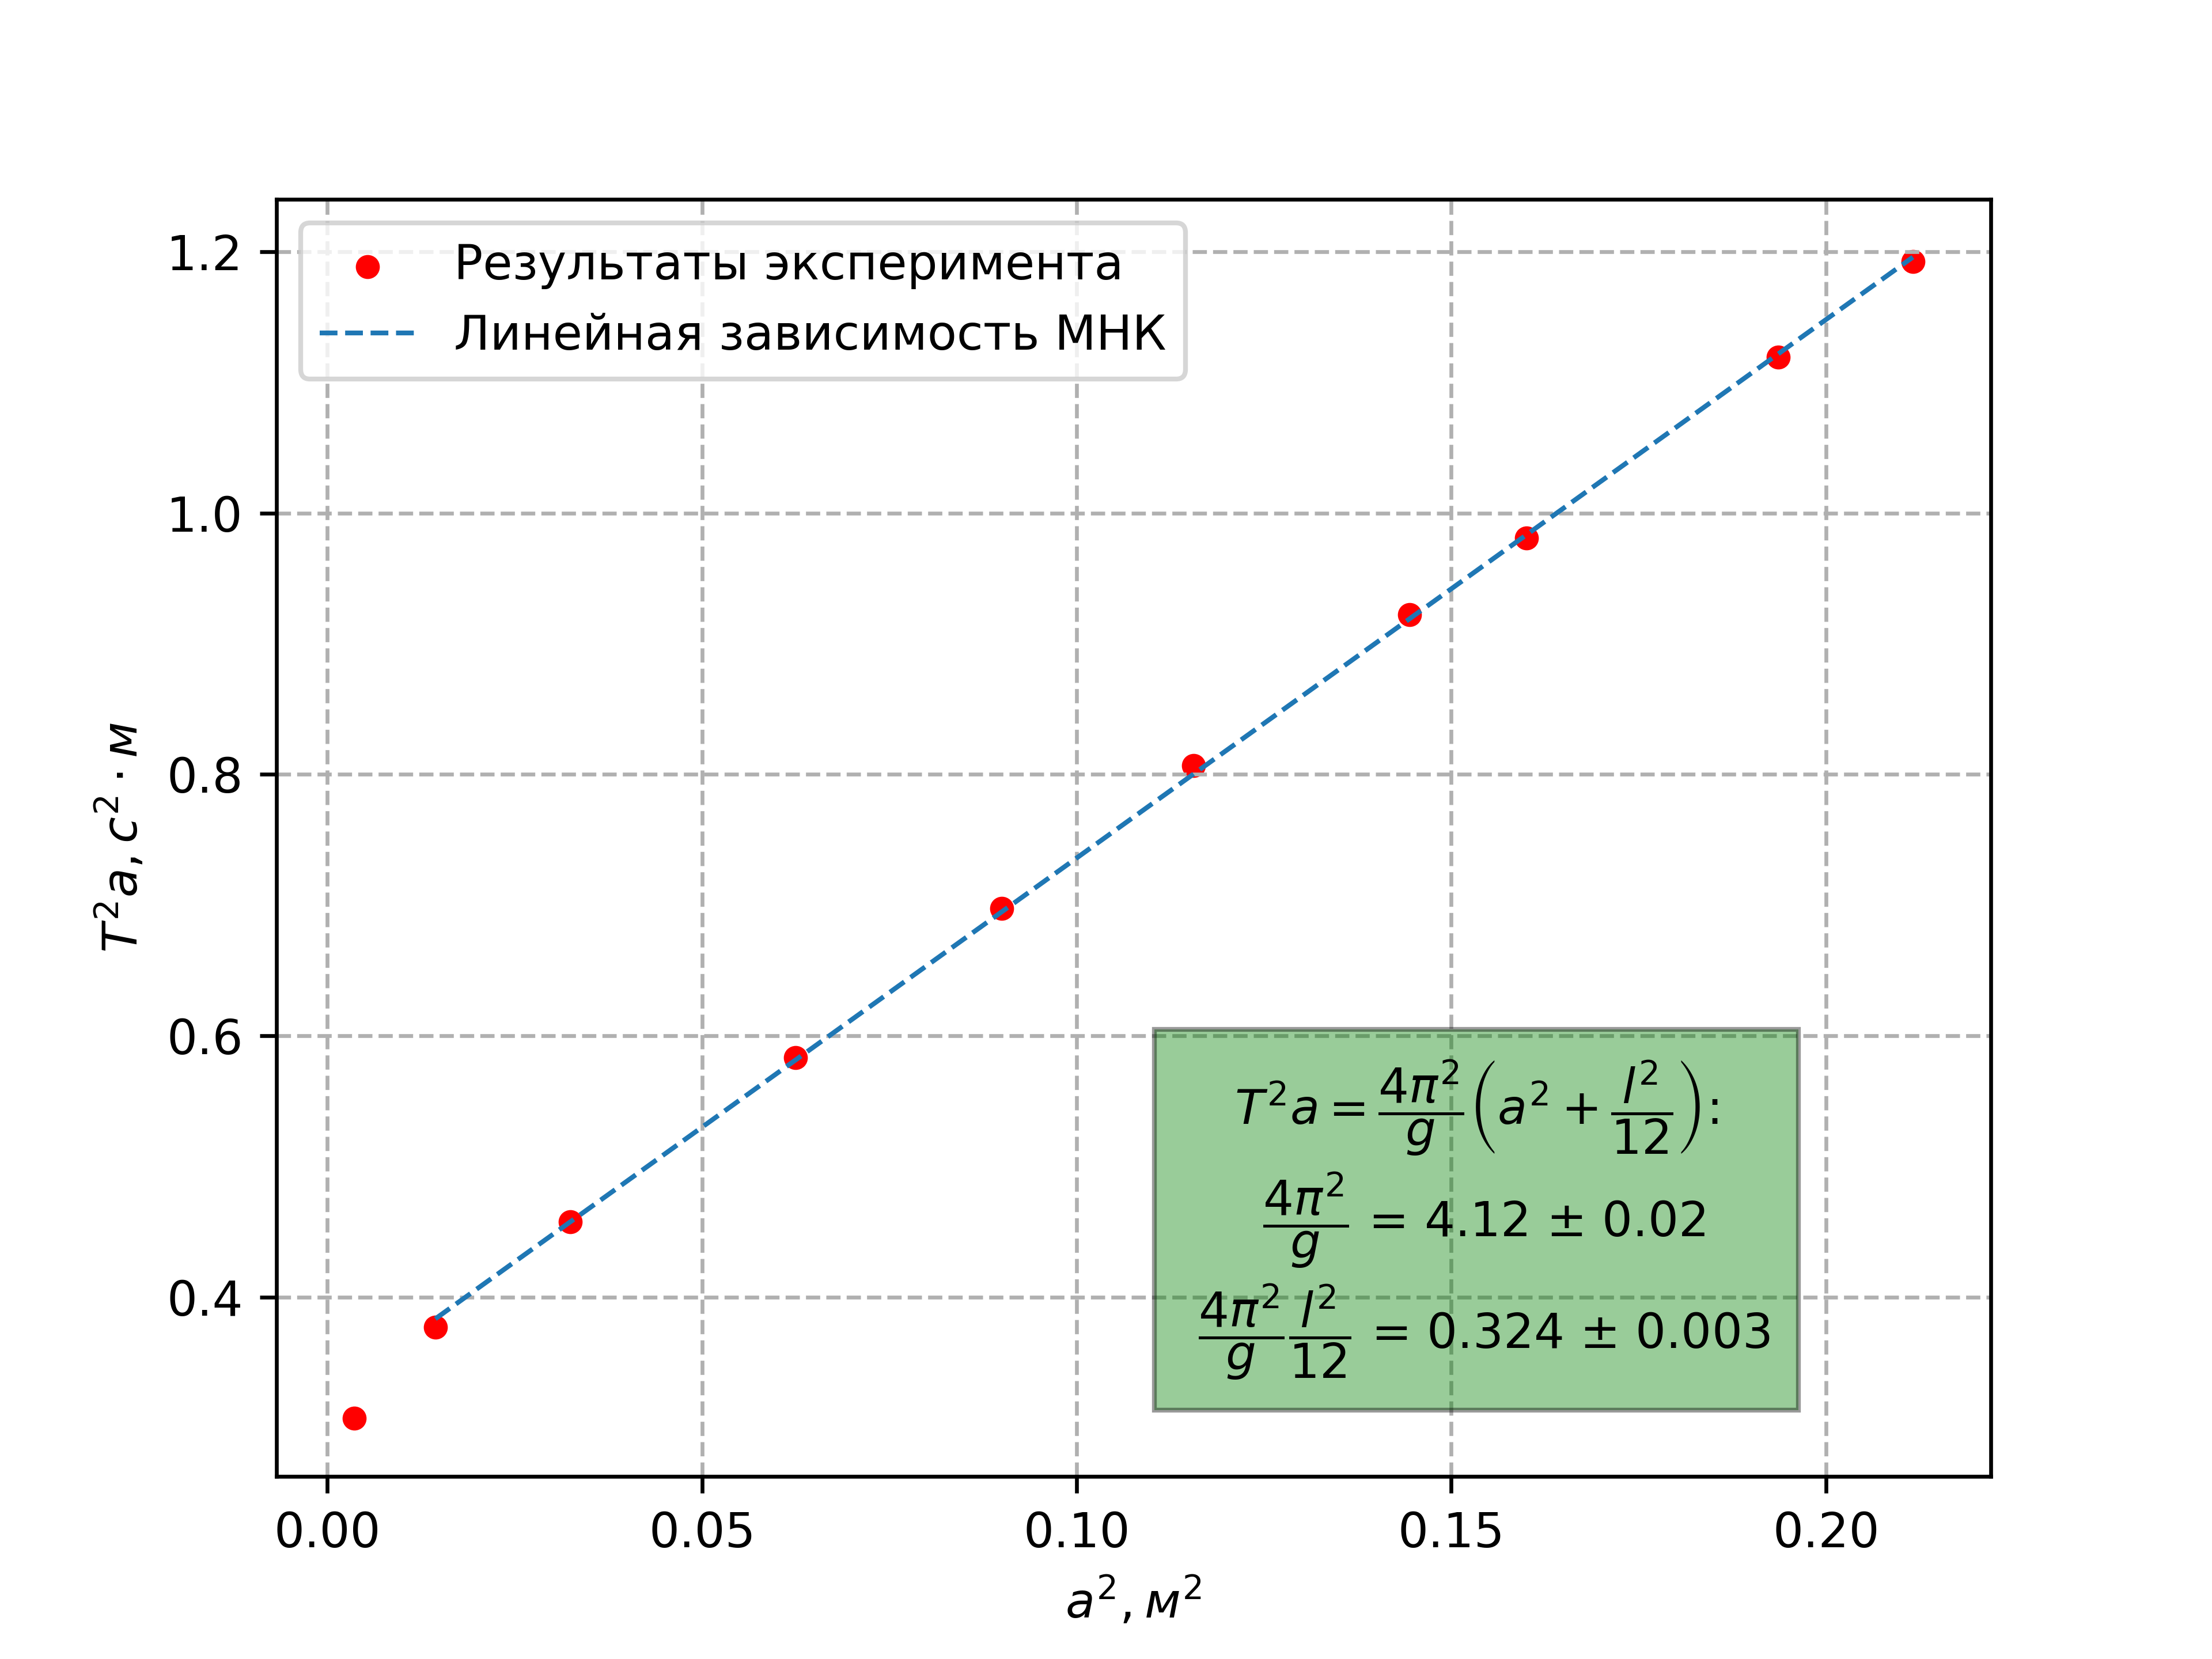 Результаты эксперимента
Линейная зависимость МНК
1.2
1.0
0.8
0.6
0.4
T²a, c² · м
T²a = 4π²/g (a² + l²/12):
4π²/g = 4.12 ± 0.02
4π²/g l²/12 = 0.324 ± 0.003
0.00 0.05 0.10 0.15 0.20
a², м²